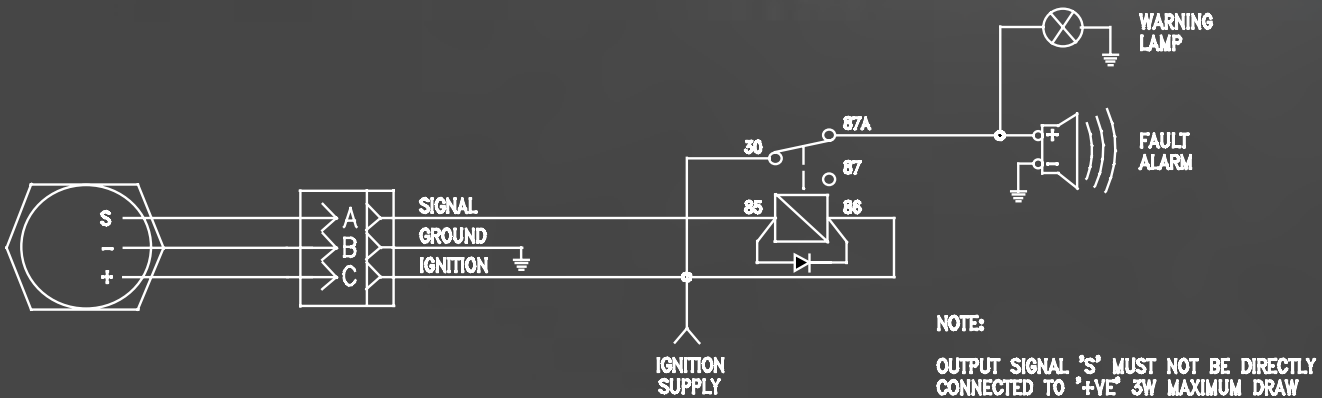 WARNING
LAMP
87A
30
FAULT
ALARM
+
-
87
85
86
S
-
+
A
B
C
SIGNAL
GROUND
IGNITION
IGNITION
SUPPLY
NOTE:
OUTPUT SIGNAL 'S' MUST NOT BE DIRECTLY
CONNECTED TO '+VE' 3W MAXIMUM DRAW